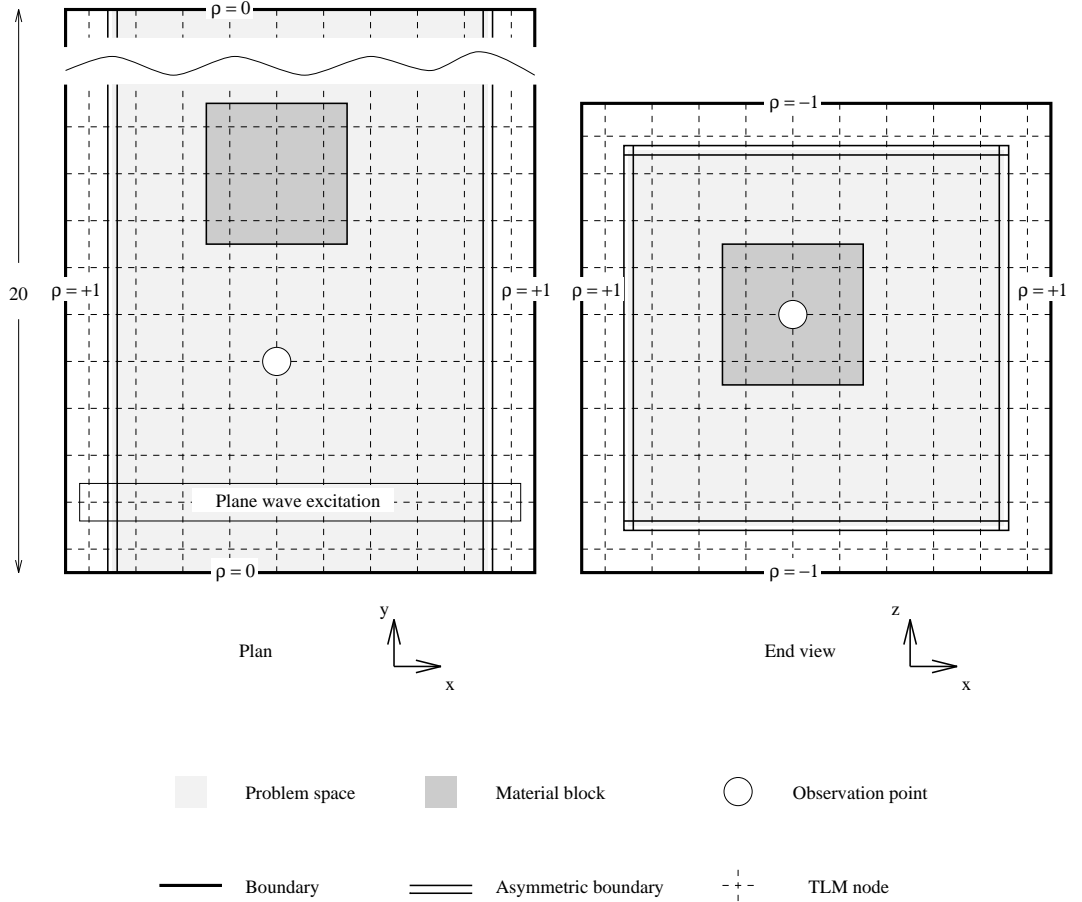 ρ = 0
ρ = −1
20
ρ = +1
ρ = +1
ρ = +1
ρ = +1
Plane wave excitation
ρ = 0
ρ = −1
y
z
Plan
End view
x
x
Problem space
Material block
Observation point
Boundary
Asymmetric boundary
TLM node